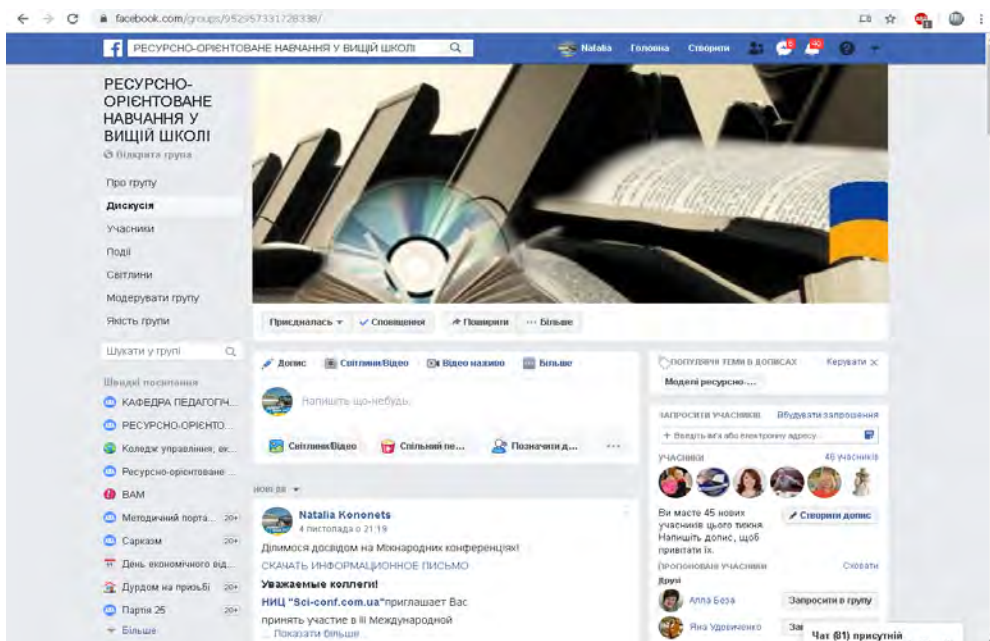 facebook.com/groups/952957331728338/
РЕСУРСНО-ОРІЄНТОВАНЕ НАВЧАННЯ У ВИЩІЙ ШКОЛІ
Natalia Головна Створити
РЕСУРСНО-
ОРІЄНТОВАНЕ
НАВЧАННЯ У
ВИЩІЙ ШКОЛІ
Відкрита група
Про групу
Дискусія
Учасники
Події
Світлини
Модерувати групу
Якість групи
Шукати у групі
Швидкі посилання
КАФЕДРА ПЕДАГОГІЧ...
РЕСУРСНО-ОРІЄНТО...
Коледж управління, ек...
Ресурсно-орієнтоване ...
BAM
Методичний порта... 20+
Сарказм 20+
День економічного від...
Дурдом на призьбі 20+
Партія 25 20+
Більше
Приєдналась Сповіщення Поширити ... Більше
Допис Світлини/Відео Відео наживо Більше
Напишіть що-небудь.
Світлини/Відео Спільний пе... Позначити д... ...
НОВІ ДІЇ
Natalia Kononets
4 листопада о 21:19
Ділимося досвідом на Міжнародних конференціях!
СКАЧАТЬ ИНФОРМАЦИОННОЕ ПИСЬМО
Уважаемые коллеги!
НИЦ "Sci-conf.com.ua"приглашает Вас
принять участие в III Международной
... Показати більше
ПОПУЛЯРНІ ТЕМИ В ДОПИСАХ Керувати
Моделі ресурсно-...
ЗАПРОСИТИ УЧАСНИКІВ Вбудувати запрошення
+ Введіть ім'я або електронну адресу...
УЧАСНИКИ 46 учасників
Ви маєте 45 нових
учасників цього тижня.
Напишіть допис, щоб
привітати їх.
Створити допис
ПРОПОНОВАНІ УЧАСНИКИ Сховати
Друзі
Алла Беза Запросити в групу
Яна Удовиченко
Чат (81) присутній